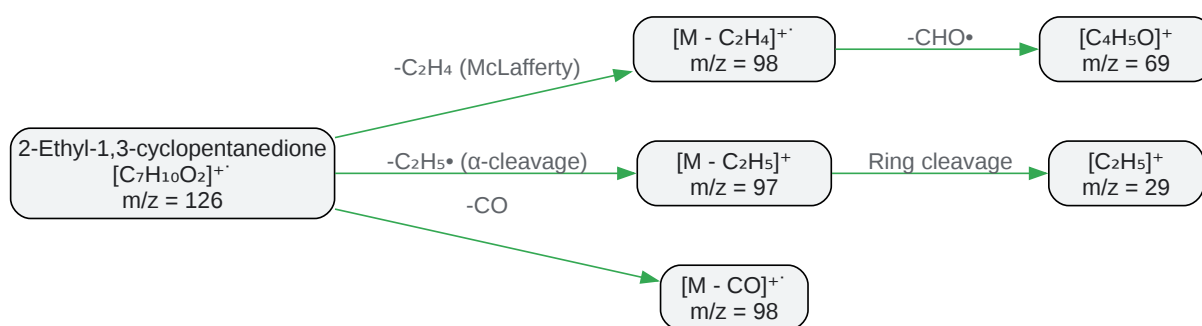 2-Ethyl-1,3-cyclopentanedione
[C₇H₁₀O₂]⁺˙
m/z = 126
-C₂H₄ (McLafferty)
[M - C₂H₄]⁺˙
m/z = 98
-CHO•
[C₄H₅O]⁺
m/z = 69
-C₂H₅• (α-cleavage)
[M - C₂H₅]⁺
m/z = 97
Ring cleavage
[C₂H₅]⁺
m/z = 29
-CO
[M - CO]⁺˙
m/z = 98